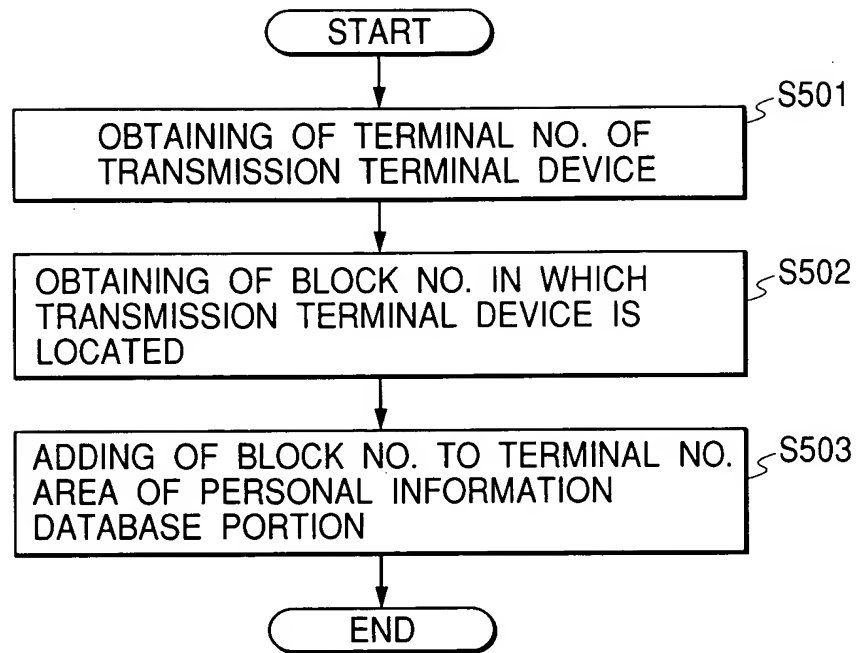 START
S501
OBTAINING OF TERMINAL NO. OF
TRANSMISSION TERMINAL DEVICE
S502
OBTAINING OF BLOCK NO. IN WHICH
TRANSMISSION TERMINAL DEVICE IS
LOCATED
S503
ADDING OF BLOCK NO. TO TERMINAL NO.
AREA OF PERSONAL INFORMATION
DATABASE PORTION
END